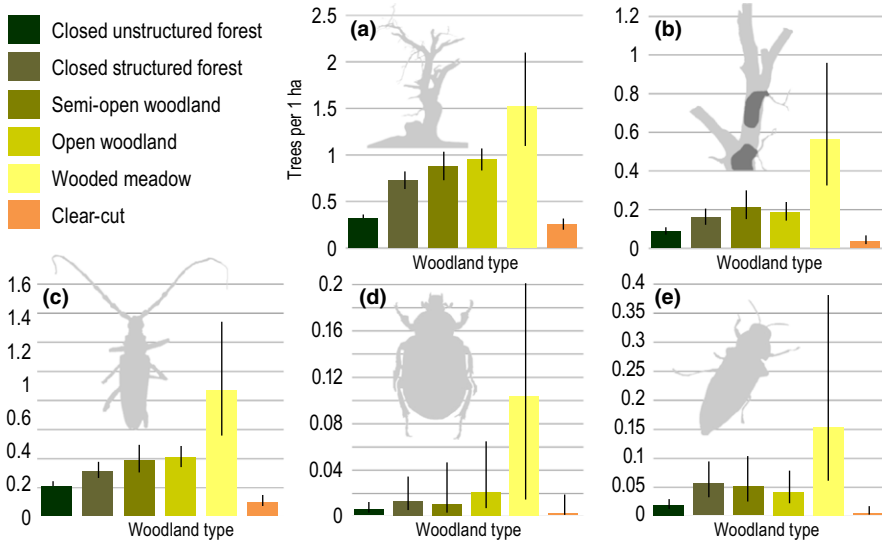 Closed unstructured forest
Closed structured forest
Semi-open woodland
Open woodland
Wooded meadow
Clear-cut
(a)
Trees per 1 ha
2.5
2
1.5
1
0.5
0
Woodland type
(b)
1.2
1
0.8
0.6
0.4
0.2
0
Woodland type
(c)
1.6
1.4
1.2
1
0.6
0.4
0.2
0
Woodland type
(d)
0.2
0.16
0.12
0.08
0.04
0
Woodland type
(e)
0.4
0.35
0.3
0.25
0.2
0.15
0.1
0.05
0
Woodland type